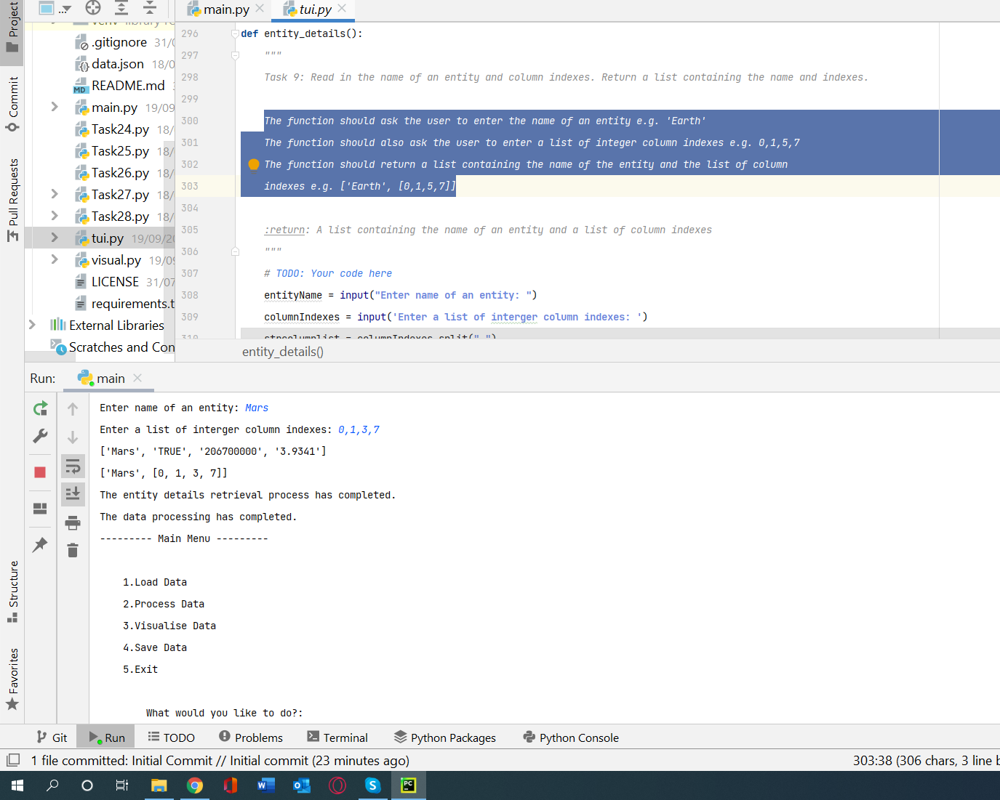 Project
Commit
Pull Requests
Structure
Favorites
...
main.py
tui.py
venv library
.gitignore 31/0
data.json 18/0
README.md
main.py 19/09
Task24.py 18/
Task25.py 18/
Task26.py 18/
Task27.py 18/
Task28.py 18/
tui.py 19/09/20
visual.py 19/09
LICENSE 31/07
requirements.t
External Libraries
Scratches and Con
296 def entity_details():
297 """
298 Task 9: Read in the name of an entity and column indexes. Return a list containing the name and indexes.
299
300 The function should ask the user to enter the name of an entity e.g. 'Earth'
301 The function should also ask the user to enter a list of integer column indexes e.g. 0,1,5,7
302 The function should return a list containing the name of the entity and the list of column
303 indexes e.g. ['Earth', [0,1,5,7]]
304
305 :return: A list containing the name of an entity and a list of column indexes
306 """
307 # TODO: Your code here
308 entityName = input("Enter name of an entity: ")
309 columnIndexes = input('Enter a list of interger column indexes: ')
310 = columnIndexes.split(",")
entity_details()
Run: main
Enter name of an entity: Mars
Enter a list of interger column indexes: 0,1,3,7
['Mars', 'TRUE', '206700000', '3.9341']
['Mars', [0, 1, 3, 7]]
The entity details retrieval process has completed.
The data processing has completed.
--------- Main Menu ---------
1.Load Data
2.Process Data
3.Visualise Data
4.Save Data
5.Exit
What would you like to do?:
Git Run TODO Problems Terminal Python Packages Python Console
1 file committed: Initial Commit // Initial commit (23 minutes ago) 303:38 (306 chars, 3 line b